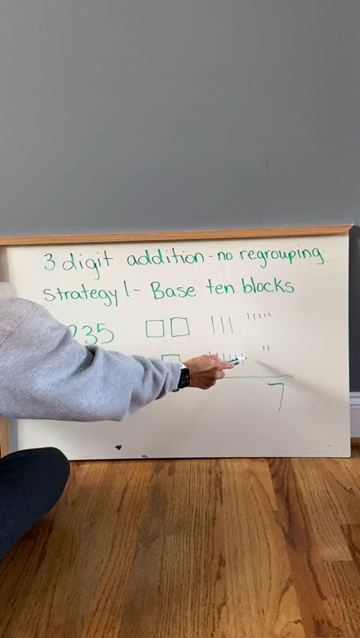 3 digit addition - no regrouping
Strategy 1 - Base ten blocks
235
7